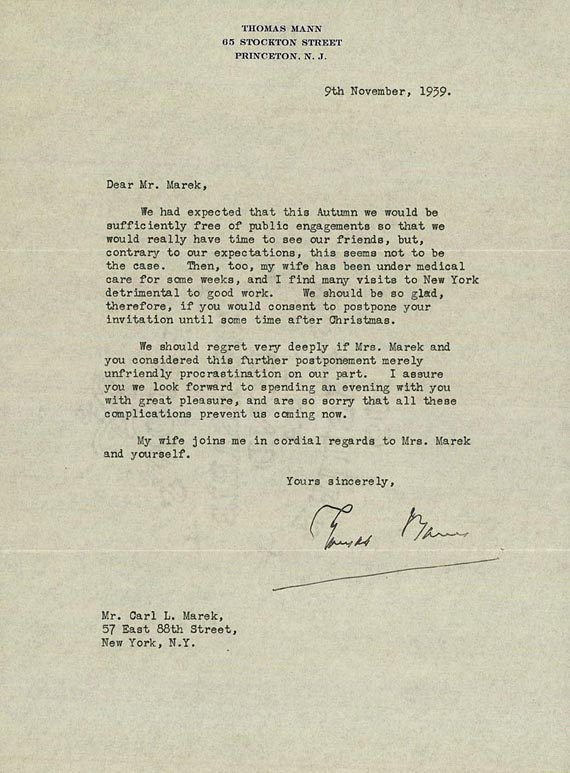 THOMAS MANN
65 STOCKTON STREET
PRINCETON, N. J.
9th November, 1939.
Dear Mr. Marek,
We had expected that this Autumn we would be
sufficiently free of public engagements so that we
would really have time to see our friends, but,
contrary to our expectations, this seems not to be
the case. Then, too, my wife has been under medical
care for some weeks, and I find many visits to New York
detrimental to good work. We should be so glad,
therefore, if you would consent to postpone your
invitation until some time after Christmas.
We should regret very deeply if Mrs. Marek and
you considered this further postponement merely
unfriendly procrastination on our part. I assure
you we look forward to spending an evening with you
with great pleasure, and are so sorry that all these
complications prevent us coming now.
My wife joins me in cordial regards to Mrs. Marek
and yourself.
Yours sincerely,
Thomas Mann
Mr. Carl L. Marek,
57 East 88th Street,
New York, N.Y.